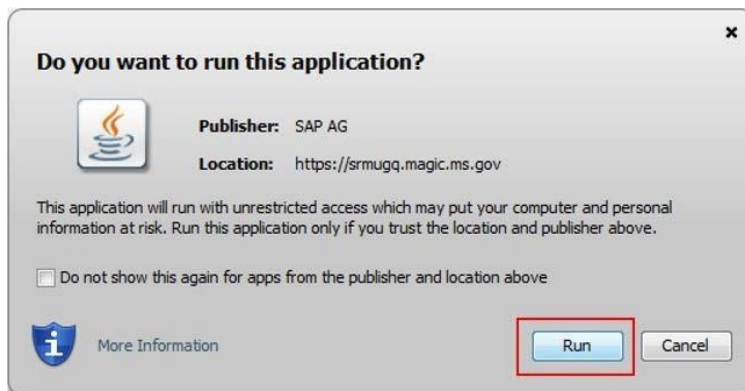 Do you want to run this application?
Publisher: SAP AG
Location: https://srmugq.magic.ms.gov
This application will run with unrestricted access which may put your computer and personal
information at risk. Run this application only if you trust the location and publisher above.
Do not show this again for apps from the publisher and location above
More Information
Run
Cancel